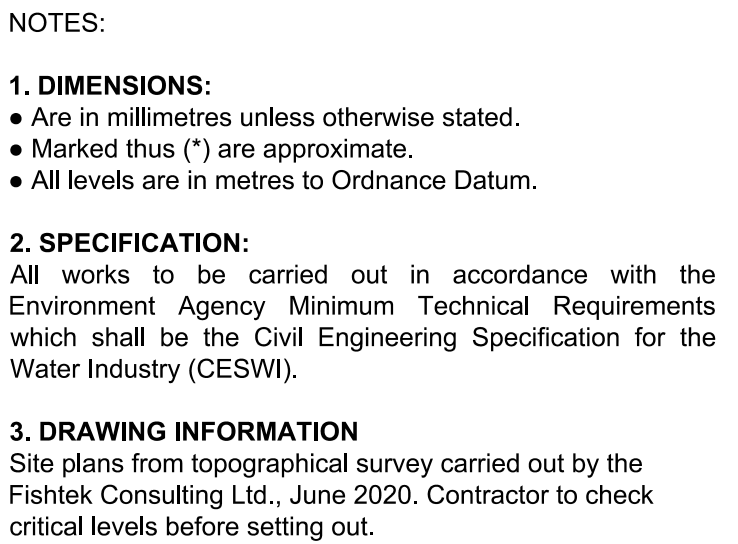 NOTES:
1. DIMENSIONS:
● Are in millimetres unless otherwise stated.
● Marked thus (*) are approximate.
● All levels are in metres to Ordnance Datum.
2. SPECIFICATION:
All works to be carried out in accordance with the
Environment Agency Minimum Technical Requirements
which shall be the Civil Engineering Specification for the
Water Industry (CESWI).
3. DRAWING INFORMATION
Site plans from topographical survey carried out by the
Fishtek Consulting Ltd., June 2020. Contractor to check
critical levels before setting out.